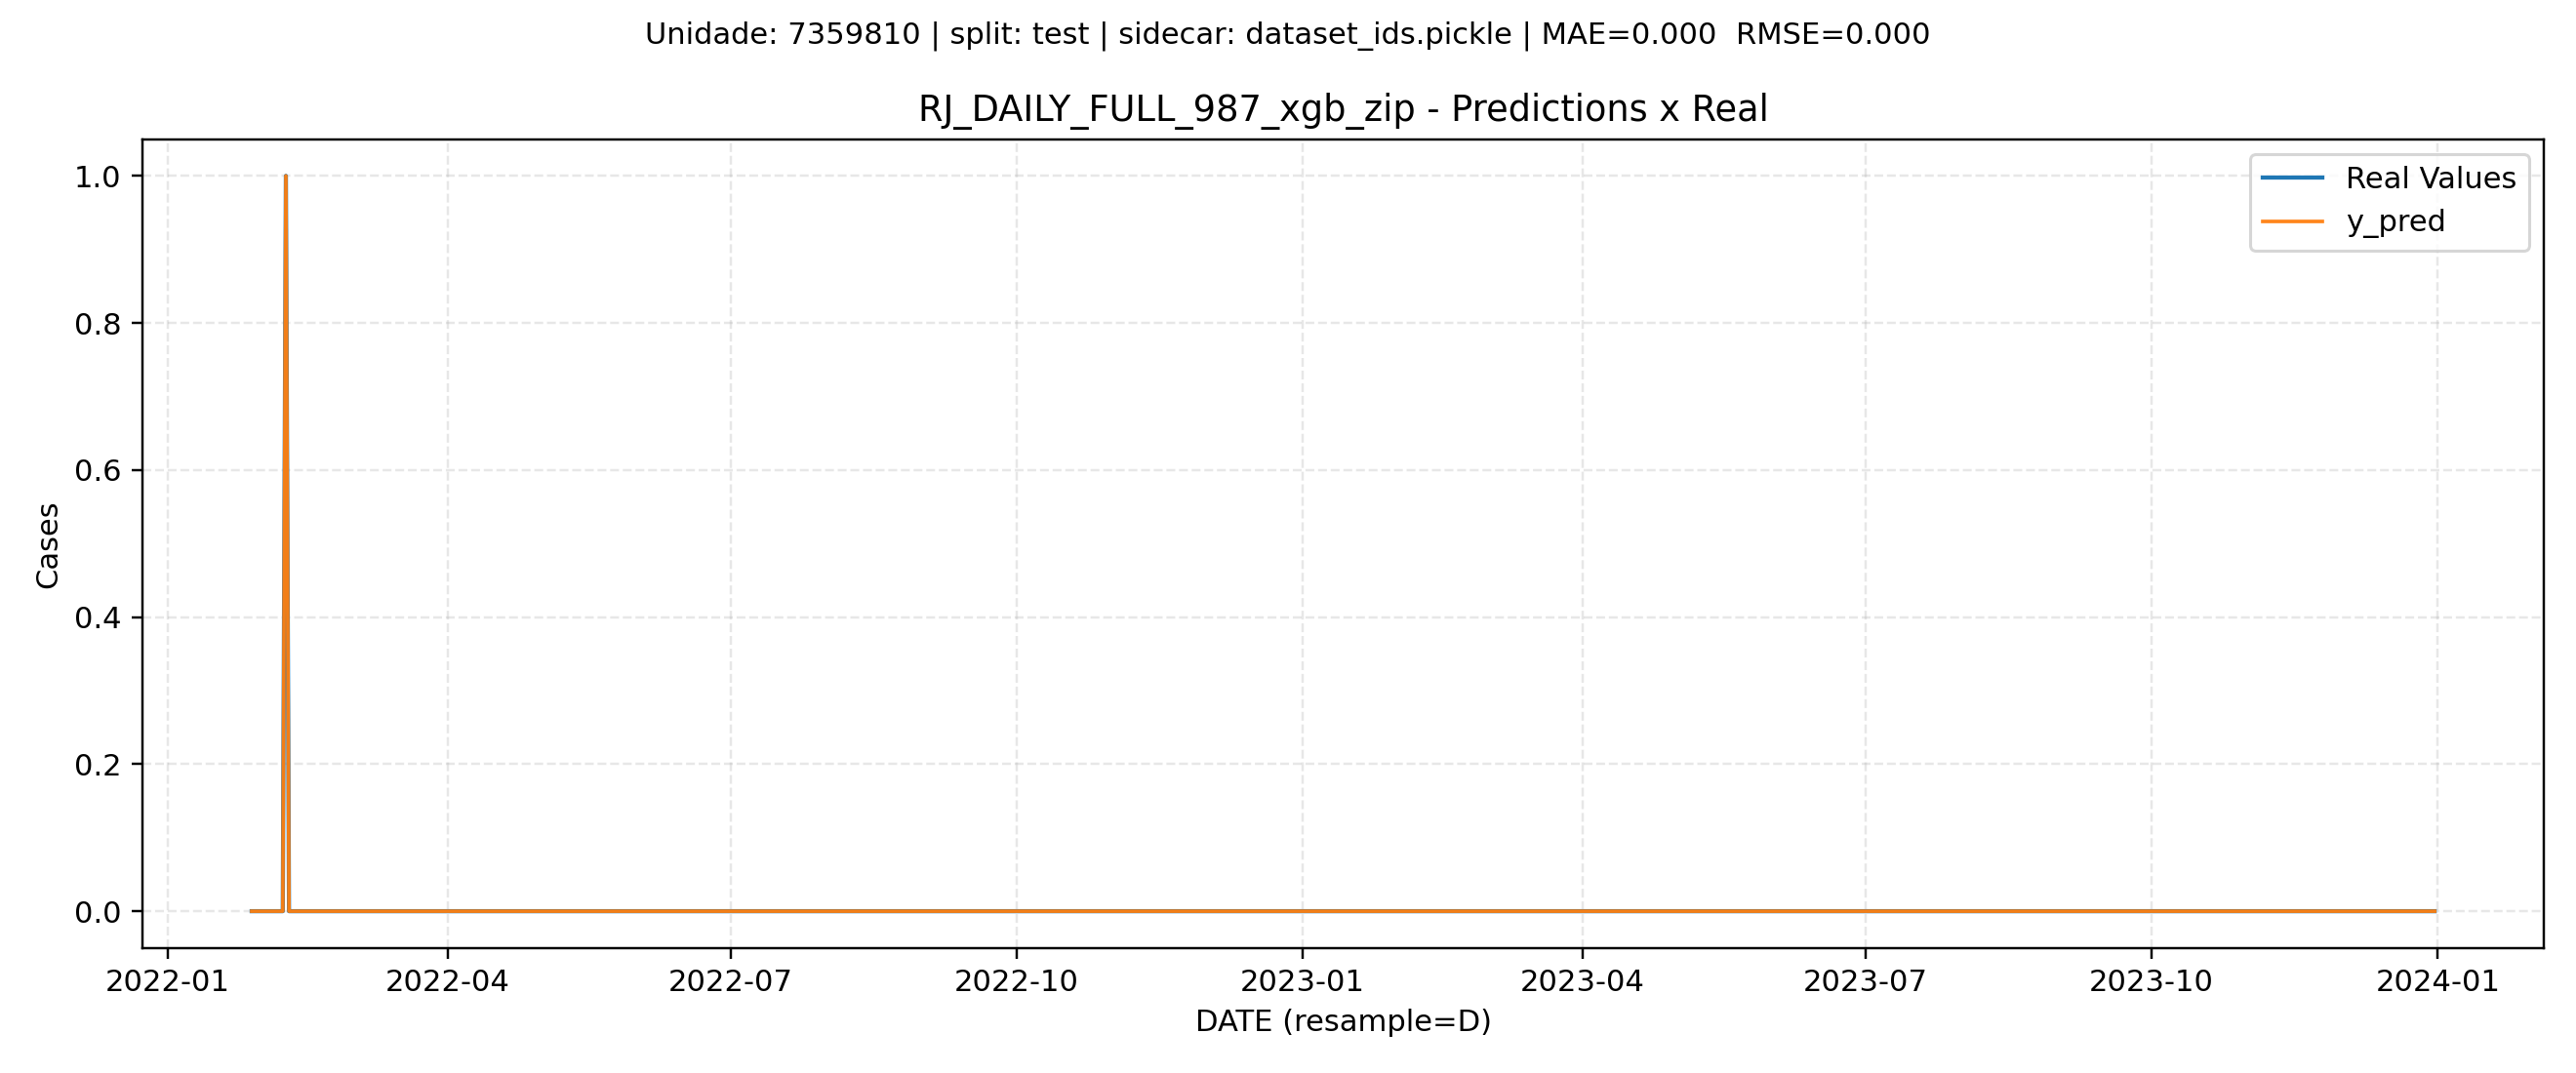 Unidade: 7359810 | split: test | sidecar: dataset_ids.pickle | MAE=0.000  RMSE=0.000
RJ_DAILY_FULL_987_xgb_zip - Predictions x Real
Real Values
y_pred
1.0
0.8
0.6
0.4
0.2
0.0
Cases
2022-01 2022-04 2022-07 2022-10 2023-01 2023-04 2023-07 2023-10 2024-01
DATE (resample=D)